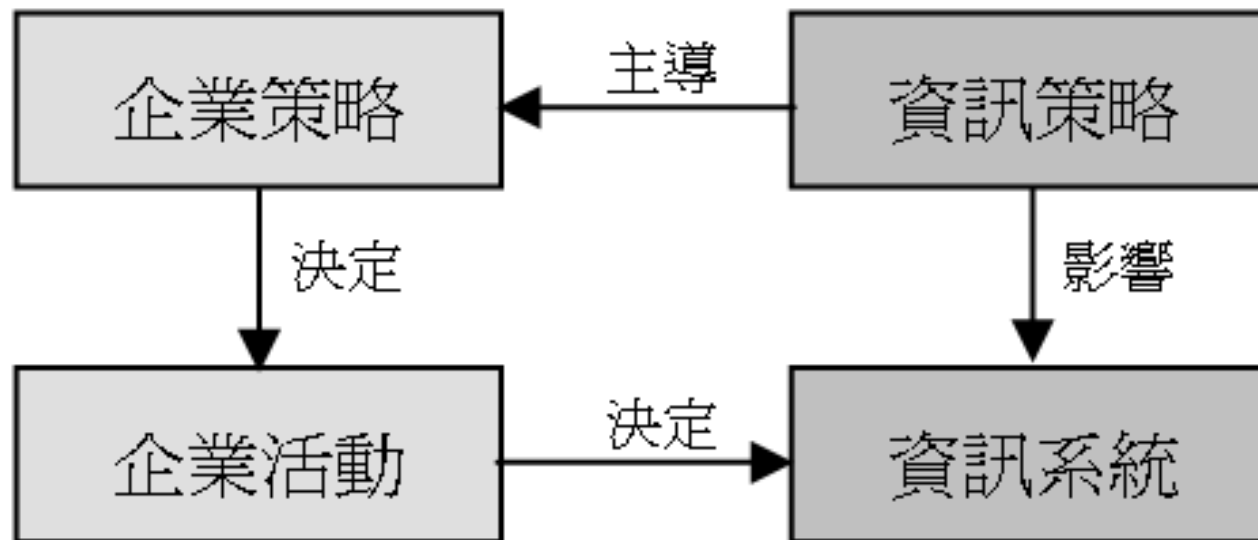 主導
企業策略
資訊策略
決定
影響
決定
企業活動
資訊系統